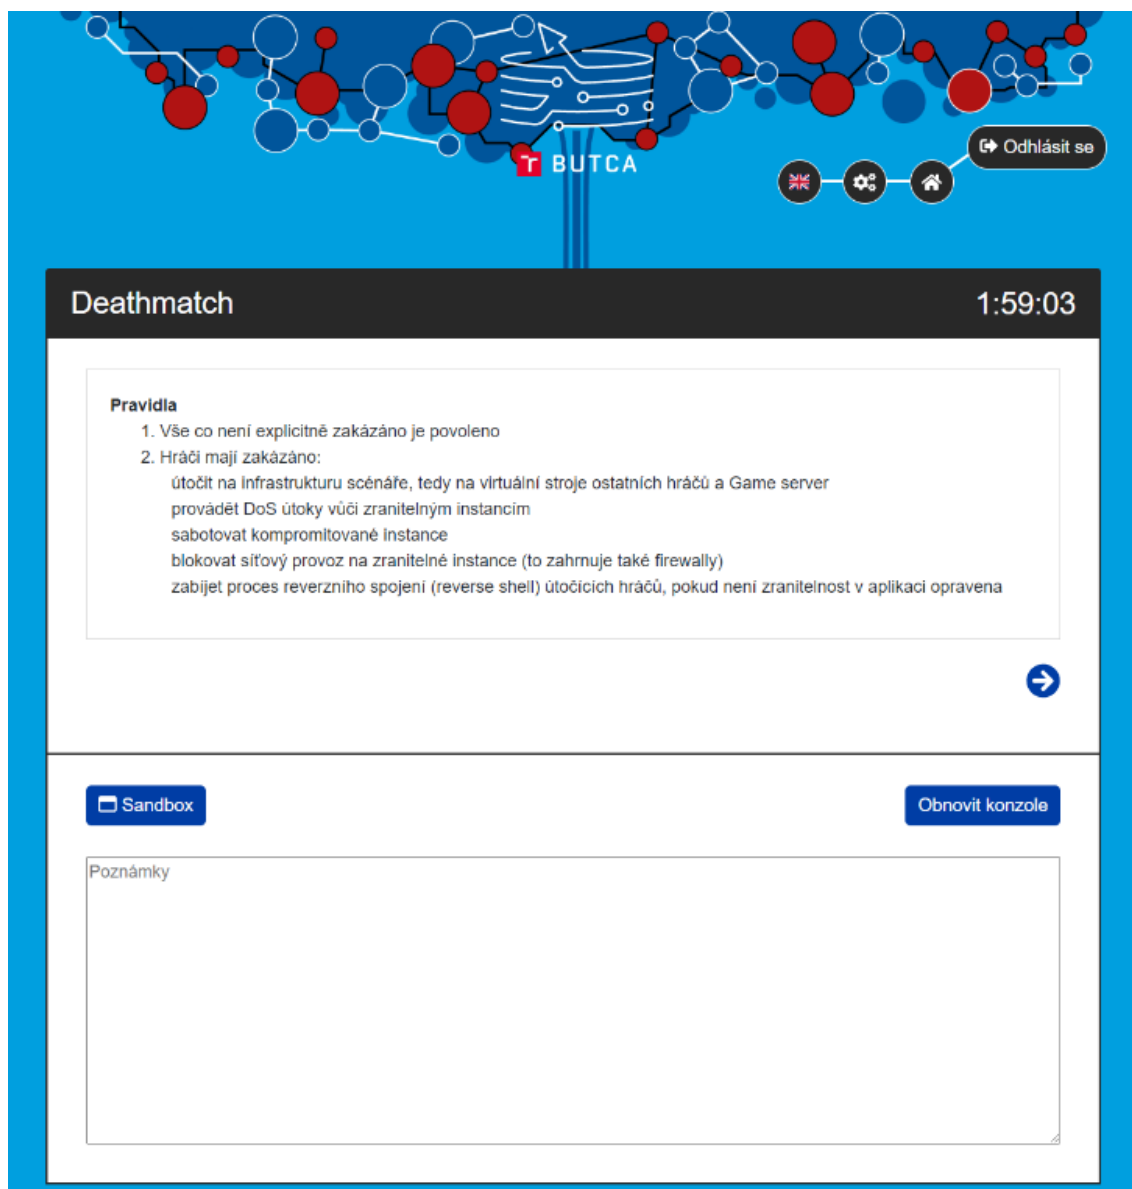 Odhlásit se
BUTCA
Deathmatch 1:59:03
Pravidla
1. Vše co není explicitně zakázáno je povoleno
2. Hráči mají zakázáno:
útočit na infrastrukturu scénáře, tedy na virtuální stroje ostatních hráčů a Game server
provádět DoS útoky vůči zranitelným instancím
sabotovat kompromitované instance
blokovat síťový provoz na zranitelné instance (to zahrnuje také firewally)
zabíjet proces reverzního spojení (reverse shell) útočících hráčů, pokud není zranitelnost v aplikaci opravena
Sandbox Obnovit konzole
Poznámky